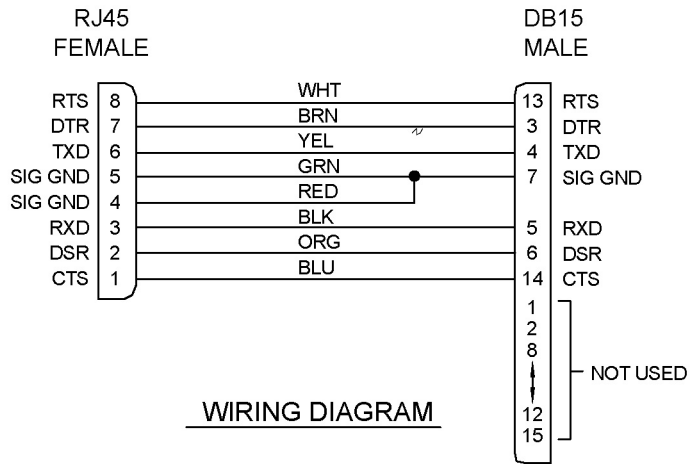 RJ45 DB15
FEMALE MALE
RTS 8 WHT 13 RTS
DTR 7 BRN 3 DTR
TXD 6 YEL 4 TXD
SIG GND 5 GRN 7 SIG GND
SIG GND 4 RED
RXD 3 BLK 5 RXD
DSR 2 ORG 6 DSR
CTS 1 BLU 14 CTS
1
2
8
NOT USED
12
15
WIRING DIAGRAM